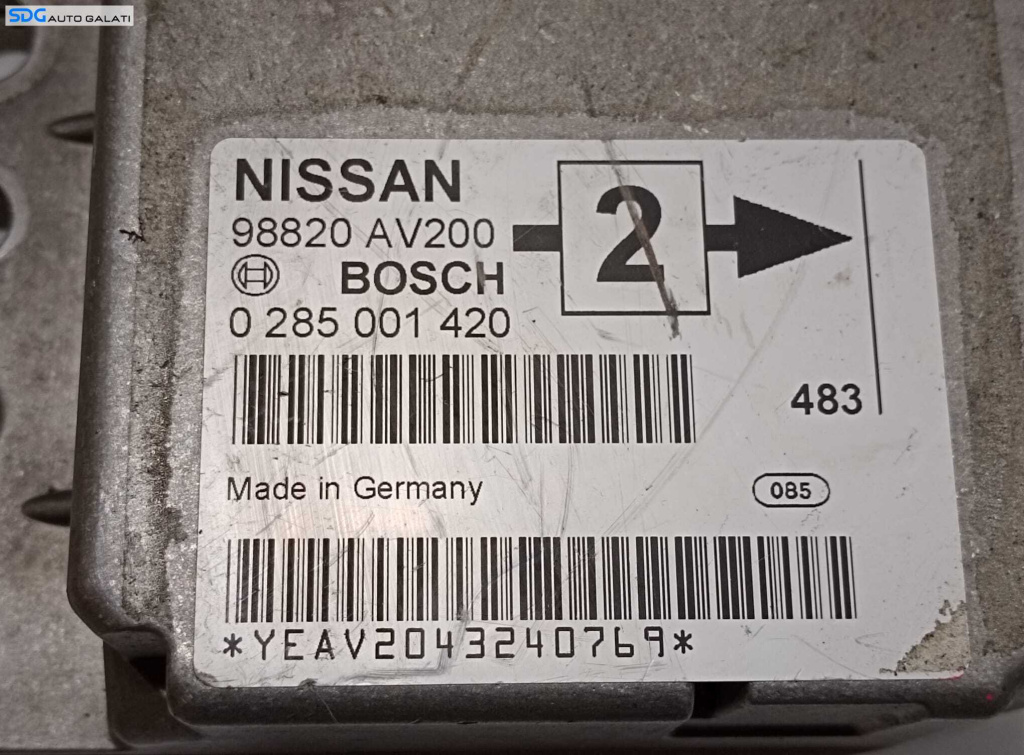 SDG AUTO GALATI
NISSAN
98820 AV200
2
BOSCH
0 285 001 420
483
Made in Germany
085
*YEAV2043240769*